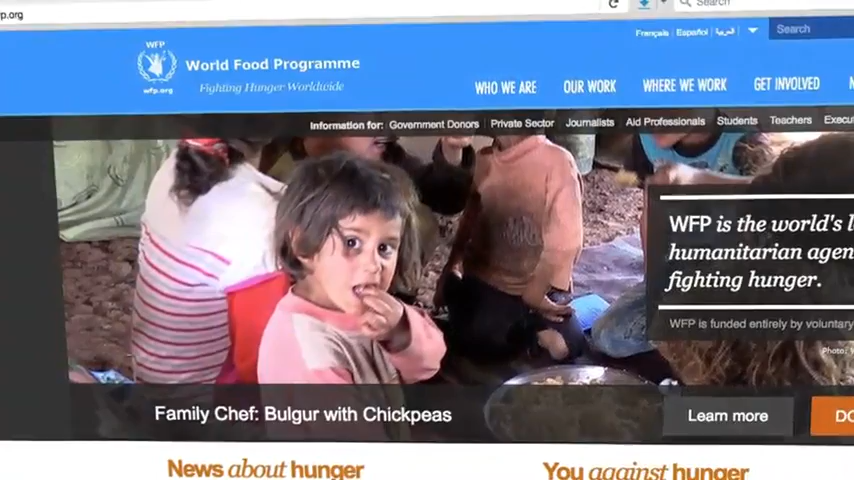 wfp.org
Search
Français Español العربية
Search
WFP
wfp.org
World Food Programme
Fighting Hunger Worldwide
WHO WE ARE OUR WORK WHERE WE WORK GET INVOLVED
Information for: Government Donors Private Sector Journalists Aid Professionals Students Teachers
WFP is the world's
humanitarian
fighting hunger.
WFP is funded entirely by voluntary
Photo:
Family Chef: Bulgur with Chickpeas
Learn more
News about hunger
You against hunger